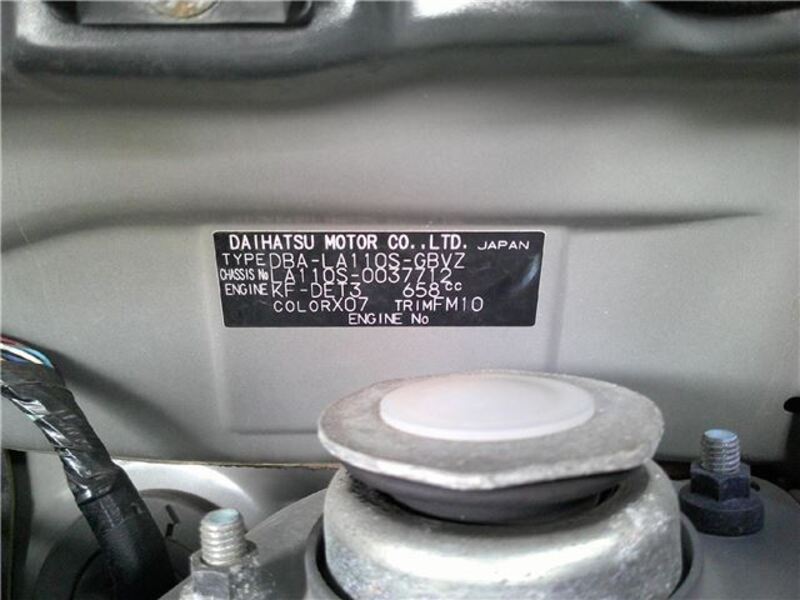 DAIHATSU MOTOR CO.,LTD. JAPAN
TYPE DBA-LA110S-GBVZ
CHASSIS No LA110S-0037712
ENGINE KF-DET3 658cc
COLOR X07 TRIM FM10
ENGINE No